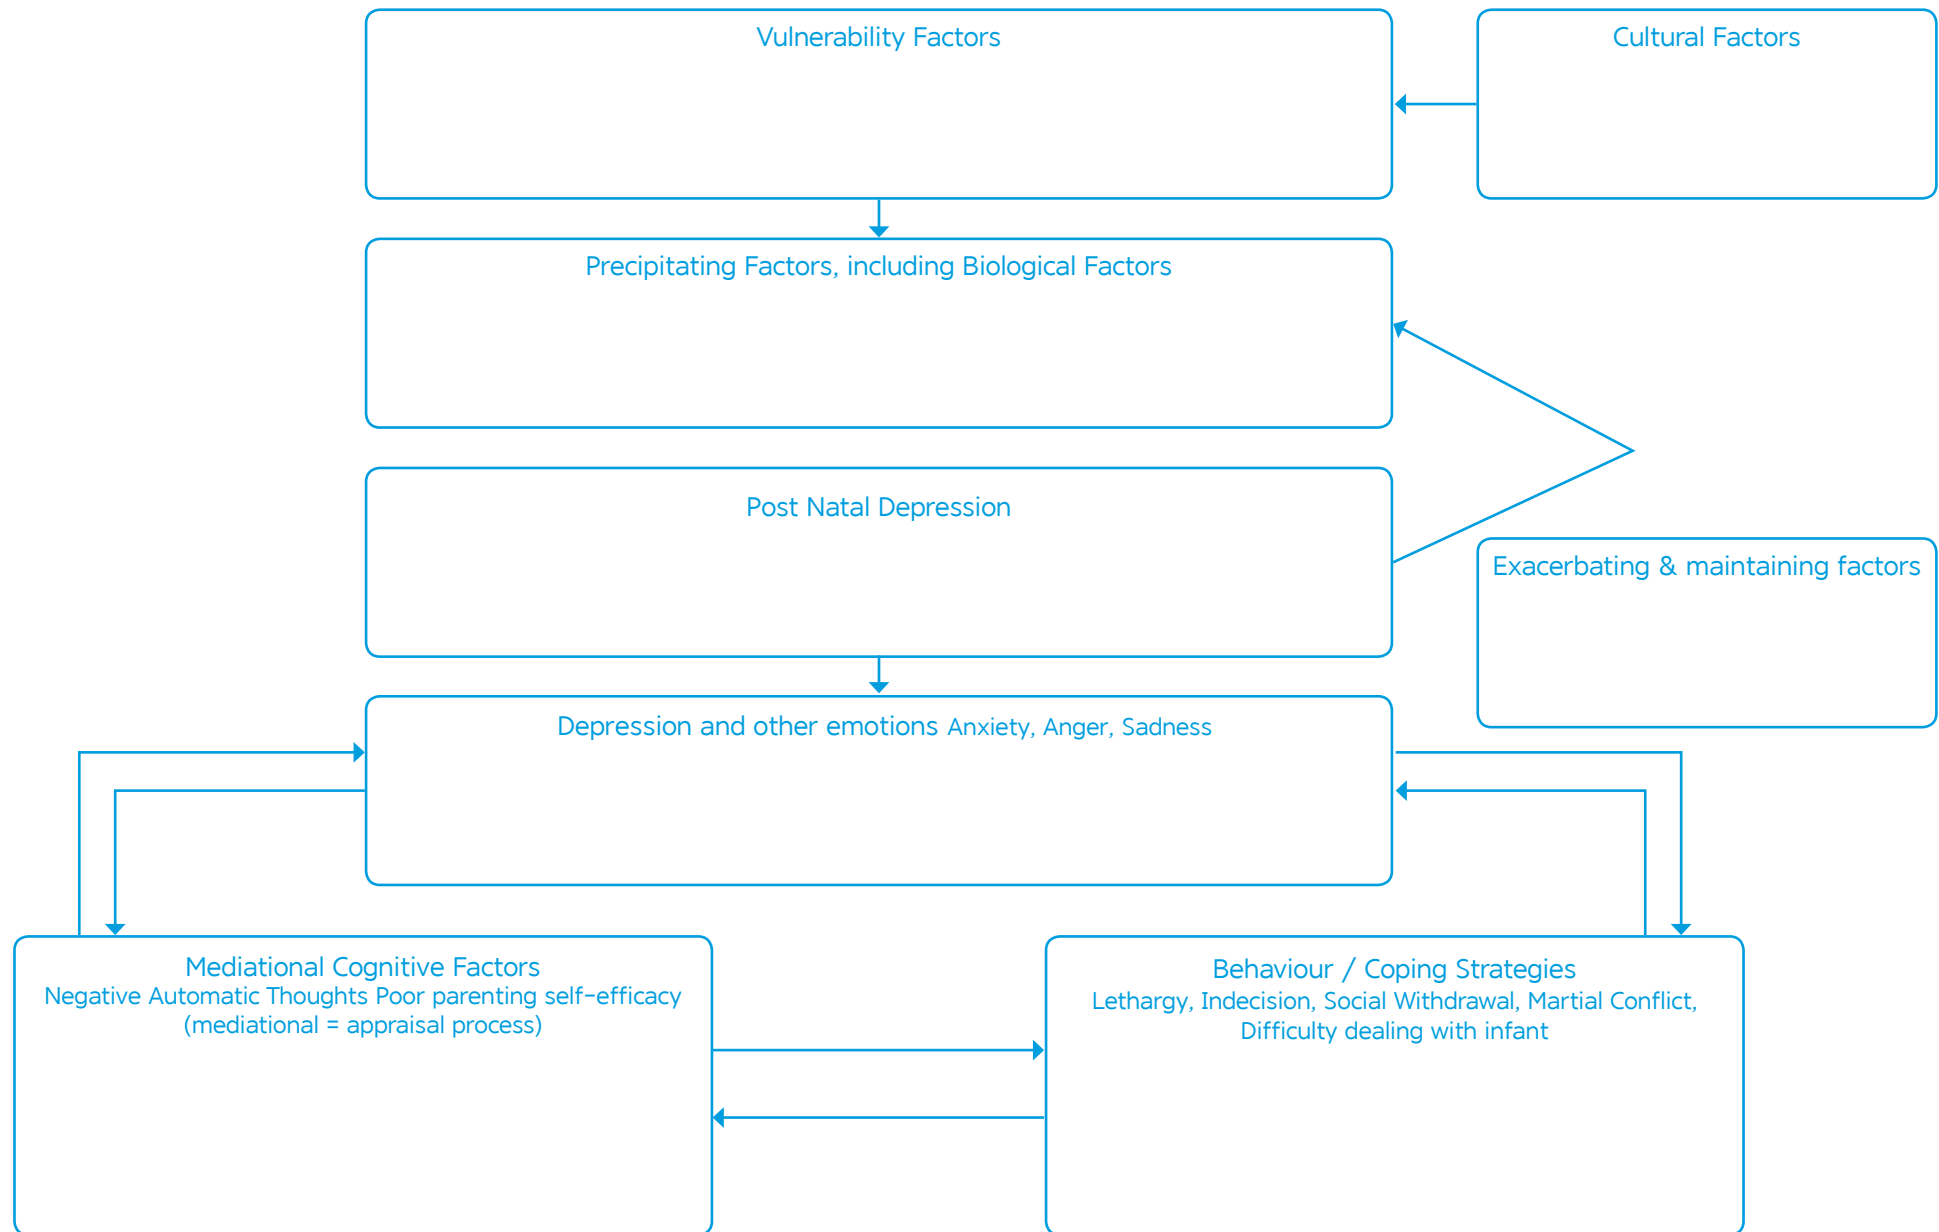 Vulnerability Factors
Cultural Factors
Precipitating Factors, including Biological Factors
Post Natal Depression
Exacerbating & maintaining factors
Depression and other emotions Anxiety, Anger, Sadness
Mediational Cognitive Factors
Negative Automatic Thoughts Poor parenting self-efficacy
(mediational = appraisal process)
Behaviour / Coping Strategies
Lethargy, Indecision, Social Withdrawal, Martial Conflict,
Difficulty dealing with infant